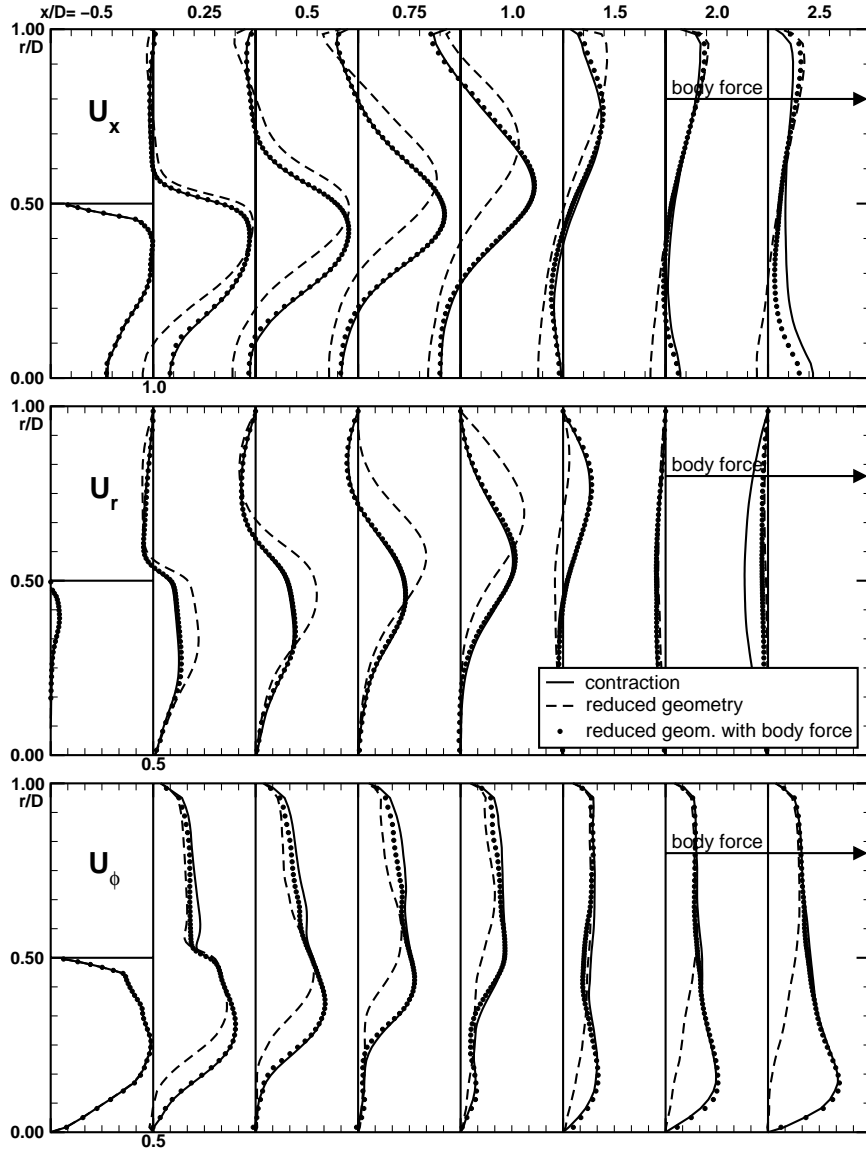 x/D= −0.5 0.25 0.5 0.75 1.0 1.5 2.0 2.5
r/D
1.00
body force
U_x
0.50
0.00
1.0
1.00
r/D
body force
U_r
0.50
contraction
reduced geometry
reduced geom. with body force
0.00
0.5
1.00
r/D
body force
U_ϕ
0.50
0.00
0.5